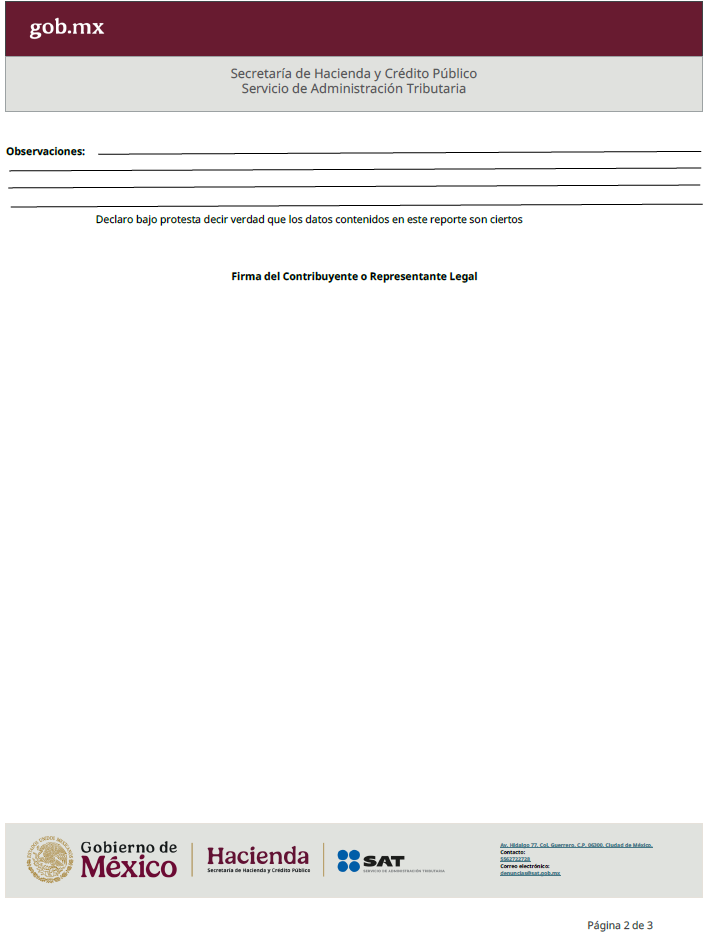 gob.mx
Secretaría de Hacienda y Crédito Público
Servicio de Administración Tributaria
Observaciones:
Declaro bajo protesta decir verdad que los datos contenidos en este reporte son ciertos
Firma del Contribuyente o Representante Legal
ESTADOS UNIDOS MEXICANOS
Gobierno de
México
Hacienda
Secretaría de Hacienda y Crédito Público
SAT
SERVICIO DE ADMINISTRACIÓN TRIBUTARIA
Av. Hidalgo 77, Col. Guerrero, C.P. 06300, Ciudad de México.
Contacto:
5562722728
Correo electrónico:
denuncias@sat.gob.mx
Página 2 de 3